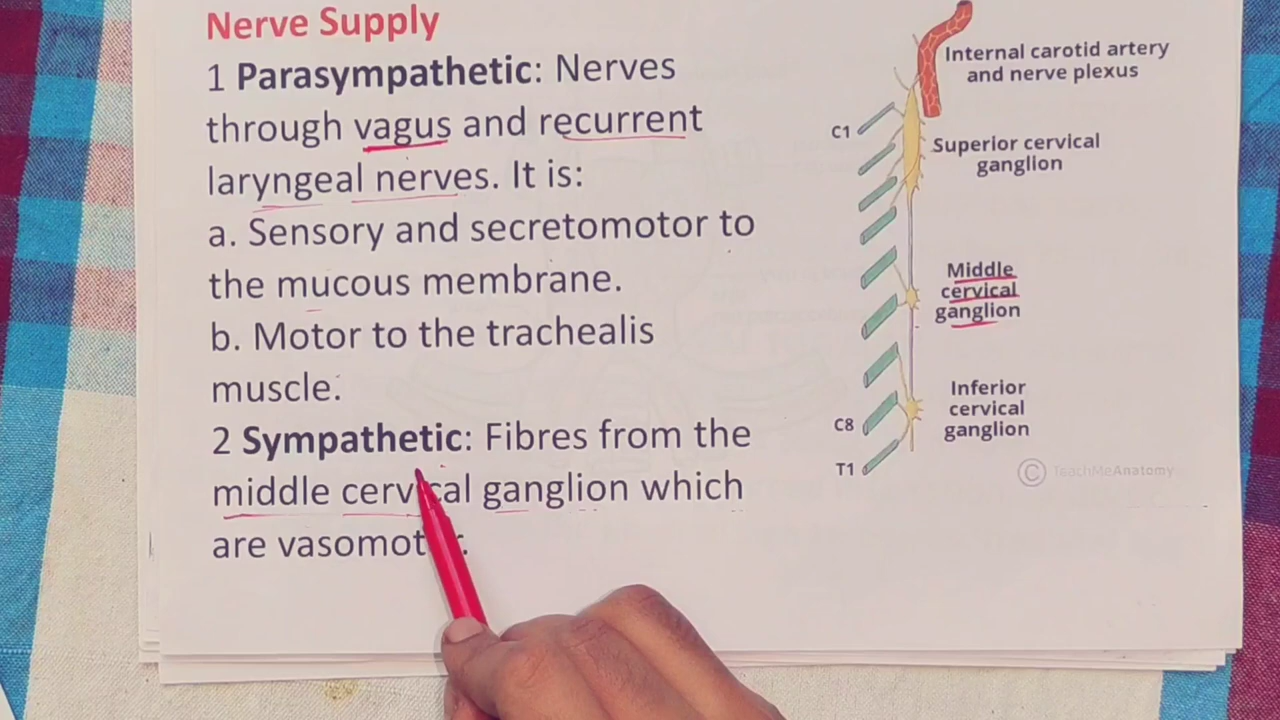 Nerve Supply
1 Parasympathetic: Nerves
through vagus and recurrent
laryngeal nerves. It is:
a. Sensory and secretomotor to
the mucous membrane.
b. Motor to the trachealis
muscle.
2 Sympathetic: Fibres from the
middle cervical ganglion which
are vasomot
Internal carotid artery
and nerve plexus
C1
Superior cervical
ganglion
Middle
cervical
ganglion
Inferior
cervical
ganglion
C8
T1
© TeachMeAnatomy